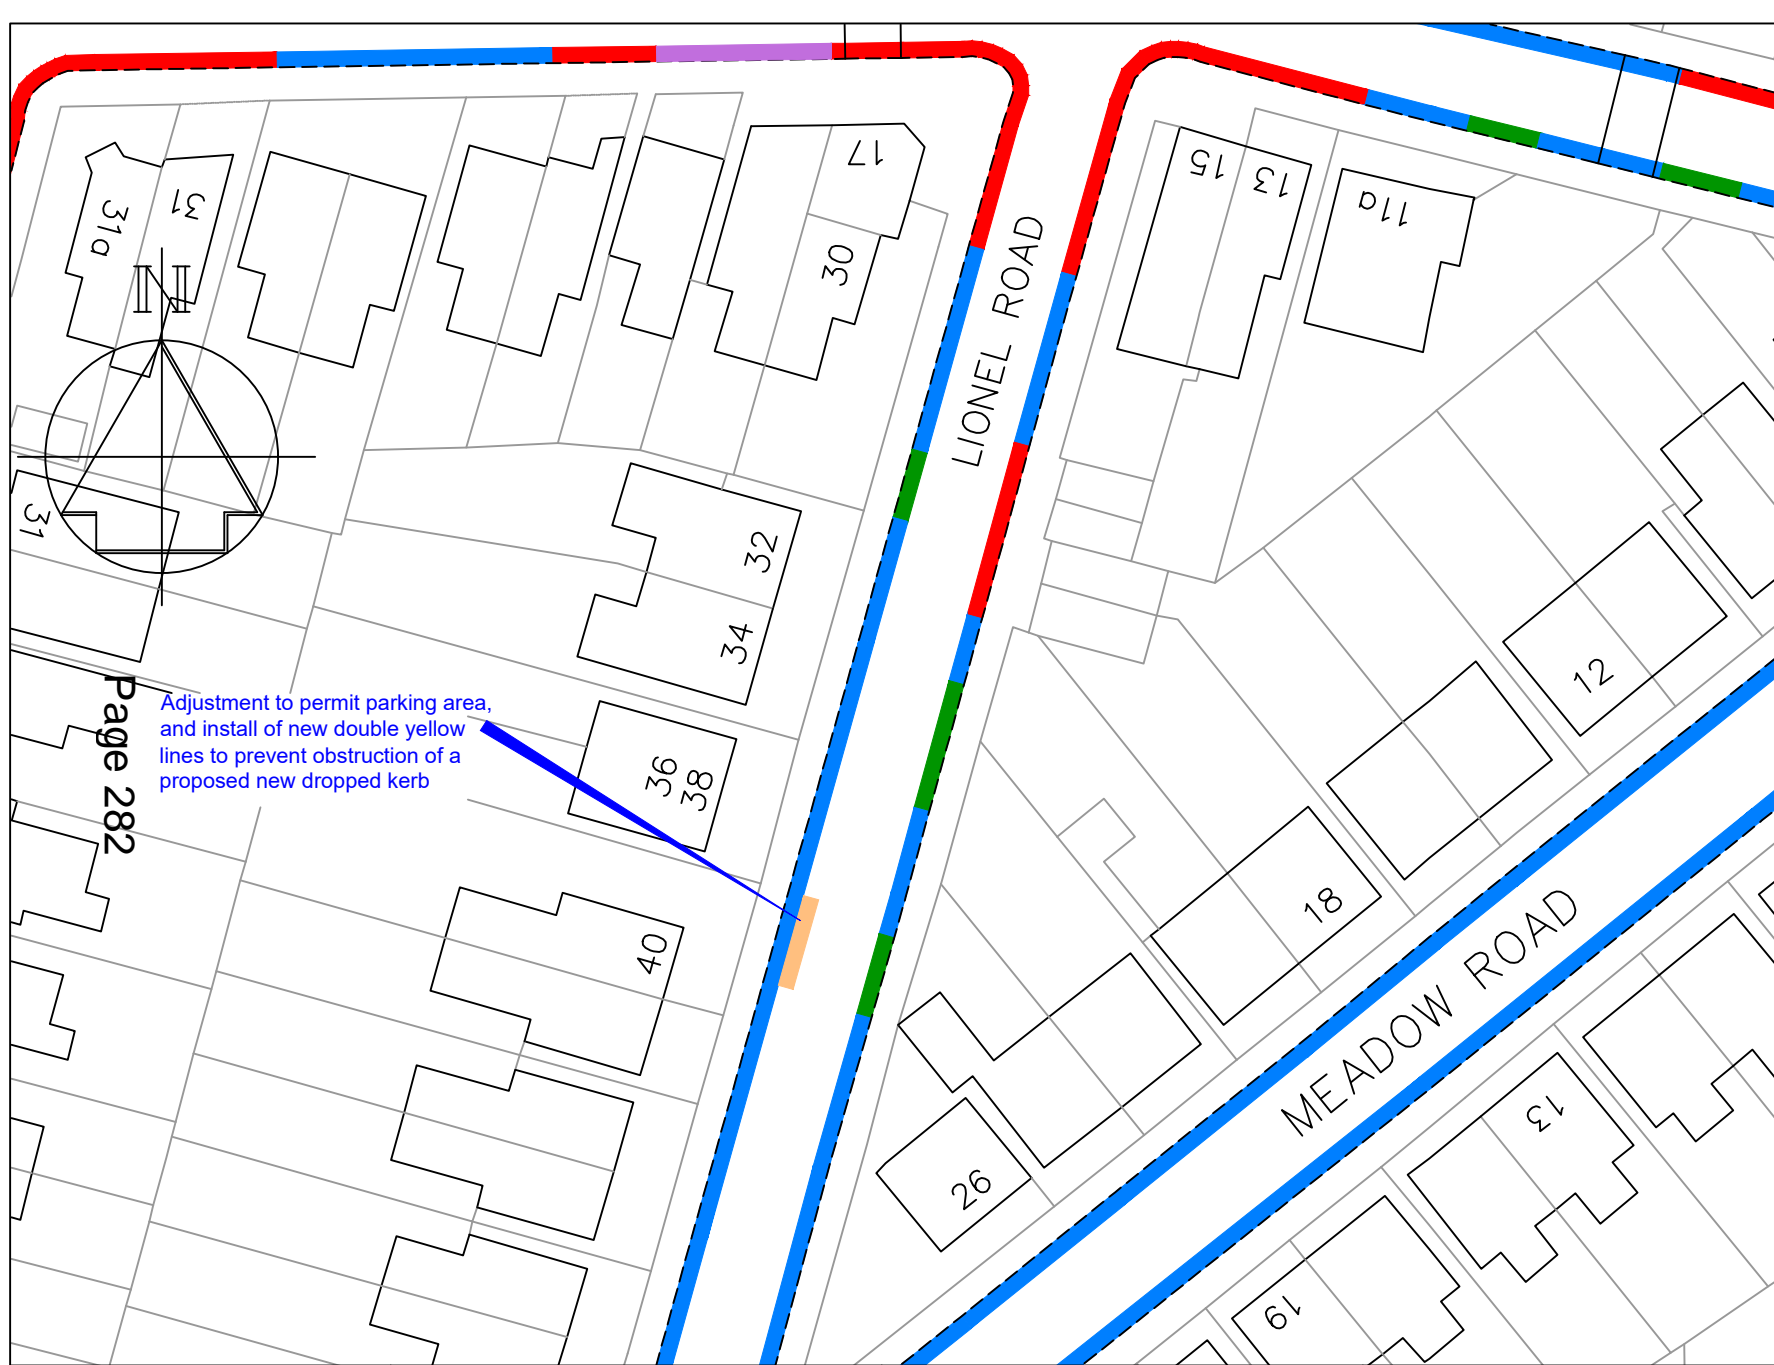 17
15
13
11a
31
31a
30
N
LIONEL ROAD
31
32
34
12
Page 282
Adjustment to permit parking area,
and install of new double yellow
lines to prevent obstruction of a
proposed new dropped kerb
36
38
18
40
MEADOW ROAD
13
26
19